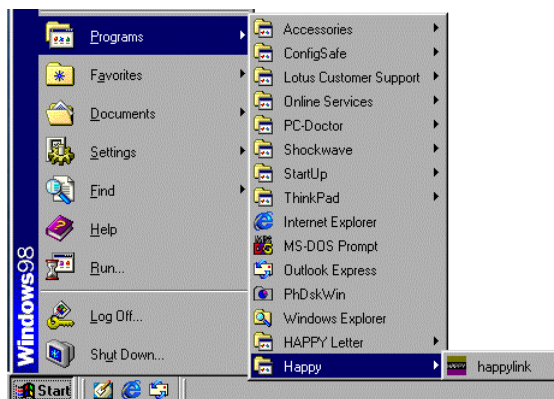 Programs
Favorites
Documents
Settings
Find
Help
Run...
Log Off...
Shut Down...
Windows98
Start
Accessories
ConfigSafe
Lotus Customer Support
Online Services
PC-Doctor
Shockwave
StartUp
ThinkPad
Internet Explorer
MS-DOS Prompt
Outlook Express
PhDskWin
Windows Explorer
HAPPY Letter
Happy
happylink